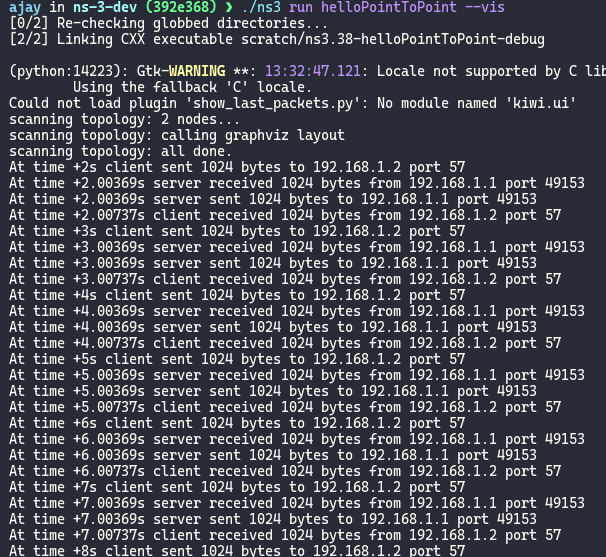 ajay in ns-3-dev (392e368) ❯ ./ns3 run helloPointToPoint --vis
[0/2] Re-checking globbed directories...
[2/2] Linking CXX executable scratch/ns3.38-helloPointToPoint-debug
(python:14223): Gtk-WARNING **: 13:32:47.121: Locale not supported by C lib
Using the fallback 'C' locale.
Could not load plugin 'show_last_packets.py': No module named 'kiwi.ui'
scanning topology: 2 nodes...
scanning topology: calling graphviz layout
scanning topology: all done.
At time +2s client sent 1024 bytes to 192.168.1.2 port 57
At time +2.00369s server received 1024 bytes from 192.168.1.1 port 49153
At time +2.00369s server sent 1024 bytes to 192.168.1.1 port 49153
At time +2.00737s client received 1024 bytes from 192.168.1.2 port 57
At time +3s client sent 1024 bytes to 192.168.1.2 port 57
At time +3.00369s server received 1024 bytes from 192.168.1.1 port 49153
At time +3.00369s server sent 1024 bytes to 192.168.1.1 port 49153
At time +3.00737s client received 1024 bytes from 192.168.1.2 port 57
At time +4s client sent 1024 bytes to 192.168.1.2 port 57
At time +4.00369s server received 1024 bytes from 192.168.1.1 port 49153
At time +4.00369s server sent 1024 bytes to 192.168.1.1 port 49153
At time +4.00737s client received 1024 bytes from 192.168.1.2 port 57
At time +5s client sent 1024 bytes to 192.168.1.2 port 57
At time +5.00369s server received 1024 bytes from 192.168.1.1 port 49153
At time +5.00369s server sent 1024 bytes to 192.168.1.1 port 49153
At time +5.00737s client received 1024 bytes from 192.168.1.2 port 57
At time +6s client sent 1024 bytes to 192.168.1.2 port 57
At time +6.00369s server received 1024 bytes from 192.168.1.1 port 49153
At time +6.00369s server sent 1024 bytes to 192.168.1.1 port 49153
At time +6.00737s client received 1024 bytes from 192.168.1.2 port 57
At time +7s client sent 1024 bytes to 192.168.1.2 port 57
At time +7.00369s server received 1024 bytes from 192.168.1.1 port 49153
At time +7.00369s server sent 1024 bytes to 192.168.1.1 port 49153
At time +7.00737s client received 1024 bytes from 192.168.1.2 port 57
At time +8s client sent 1024 bytes to 192.168.1.2 port 57